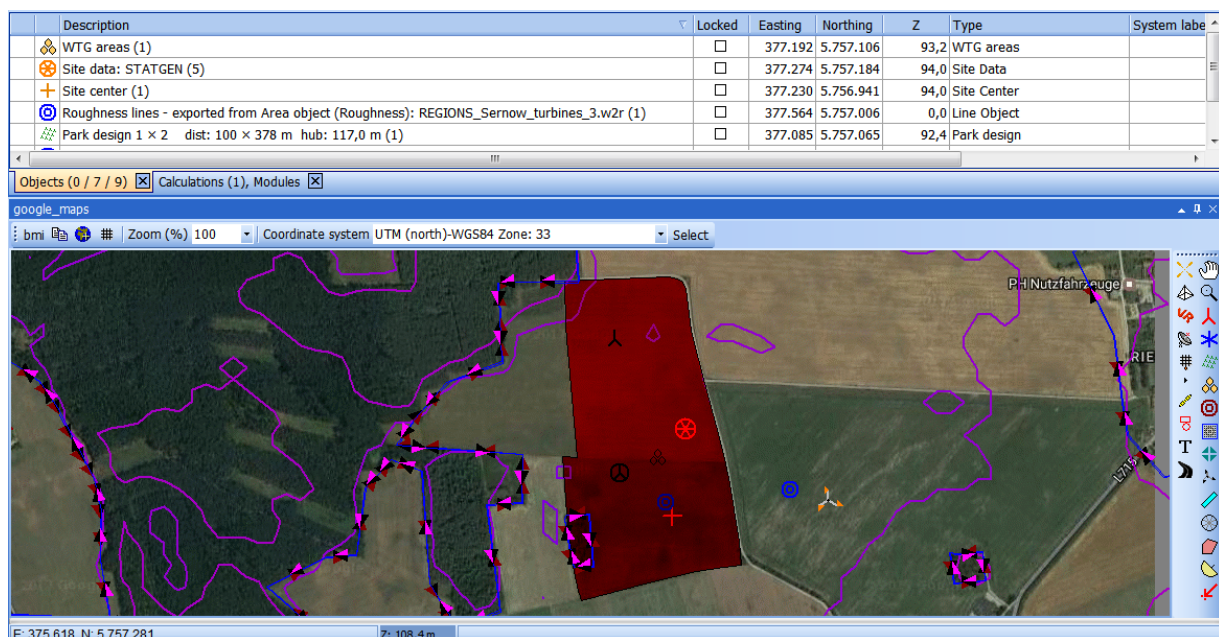 Description Locked Easting Northing Z Type System labe
WTG areas (1) 377.192 5.757.106 93,2 WTG areas
Site data: STATGEN (5) 377.274 5.757.184 94,0 Site Data
Site center (1) 377.230 5.756.941 94,0 Site Center
Roughness lines - exported from Area object (Roughness): REGIONS_Sernow_turbines_3.w2r (1) 377.564 5.757.006 0,0 Line Object
Park design 1 × 2 dist: 100 × 378 m hub: 117,0 m (1) 377.085 5.757.065 92,4 Park design
Objects (0 / 7 / 9) Calculations (1), Modules
google_maps
bmi Zoom (%) 100 Coordinate system UTM (north)-WGS84 Zone: 33 Select
PH Nutzfahrzeuge
RIE
L715
T
E: 375.618, N: 5.757.281 Z: 108,4 m